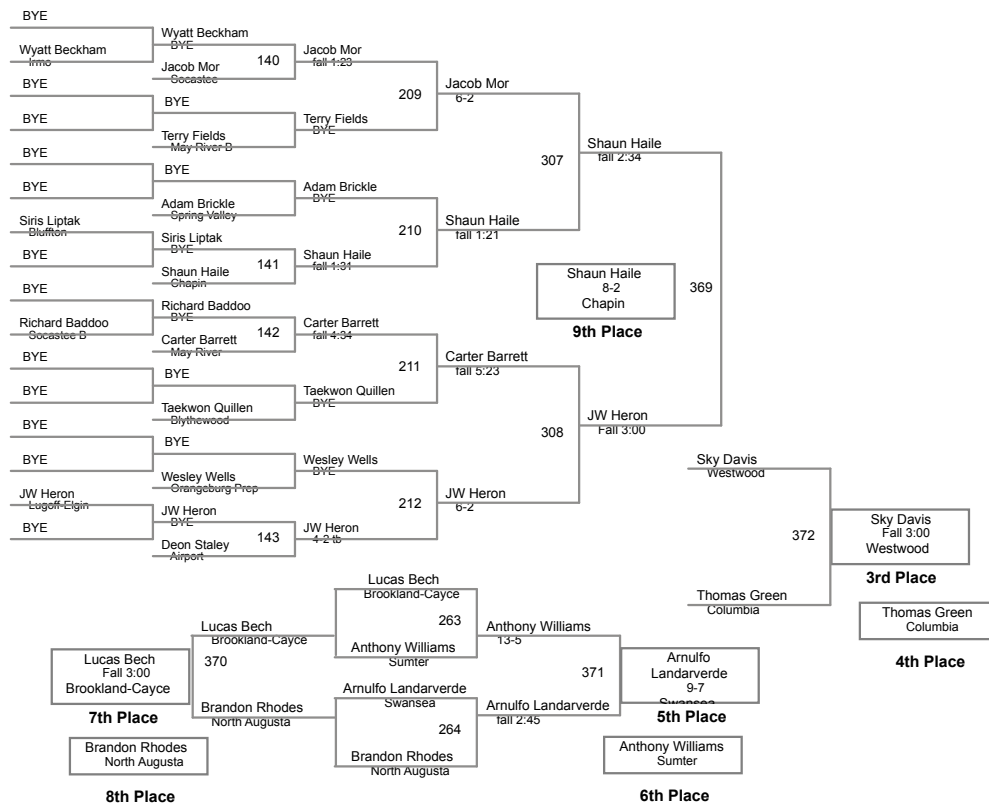 BYE
Wyatt Beckham
Irmo
BYE
BYE
BYE
BYE
Siris Liptak
Bluffton
BYE
BYE
Richard Baddoo
Socastee B
BYE
BYE
BYE
BYE
JW Heron
Lugoff-Elgin
BYE
Wyatt Beckham
BYE
140
Jacob Mor
Socastee
BYE
Terry Fields
May River B
BYE
Adam Brickle
Spring Valley
Siris Liptak
BYE
141
Shaun Haile
Chapin
Richard Baddoo
BYE
142
Carter Barrett
May River
BYE
Taekwon Quillen
Blythewood
BYE
Wesley Wells
Orangeburg Prep
JW Heron
BYE
143
Deon Staley
Airport
Jacob Mor
fall 1:23
209
Terry Fields
BYE
Adam Brickle
BYE
210
Shaun Haile
fall 1:31
Carter Barrett
fall 4:34
211
Taekwon Quillen
BYE
Wesley Wells
BYE
212
JW Heron
4-2 tb
Jacob Mor
6-2
307
Shaun Haile
fall 1:21
Carter Barrett
fall 5:23
308
JW Heron
6-2
Shaun Haile
fall 2:34
369
JW Heron
Fall 3:00
Shaun Haile
8-2
Chapin
9th Place
Sky Davis
Westwood
372
Thomas Green
Columbia
Sky Davis
Fall 3:00
Westwood
3rd Place
Thomas Green
Columbia
4th Place
Lucas Bech
Brookland-Cayce
263
Anthony Williams
Sumter
Arnulfo Landarverde
Swansea
264
Brandon Rhodes
North Augusta
Anthony Williams
13-5
371
Arnulfo Landarverde
fall 2:45
Arnulfo
Landarverde
9-7
Swansea
5th Place
Anthony Williams
Sumter
6th Place
Lucas Bech
Brookland-Cayce
370
Brandon Rhodes
North Augusta
Lucas Bech
Fall 3:00
Brookland-Cayce
7th Place
Brandon Rhodes
North Augusta
8th Place